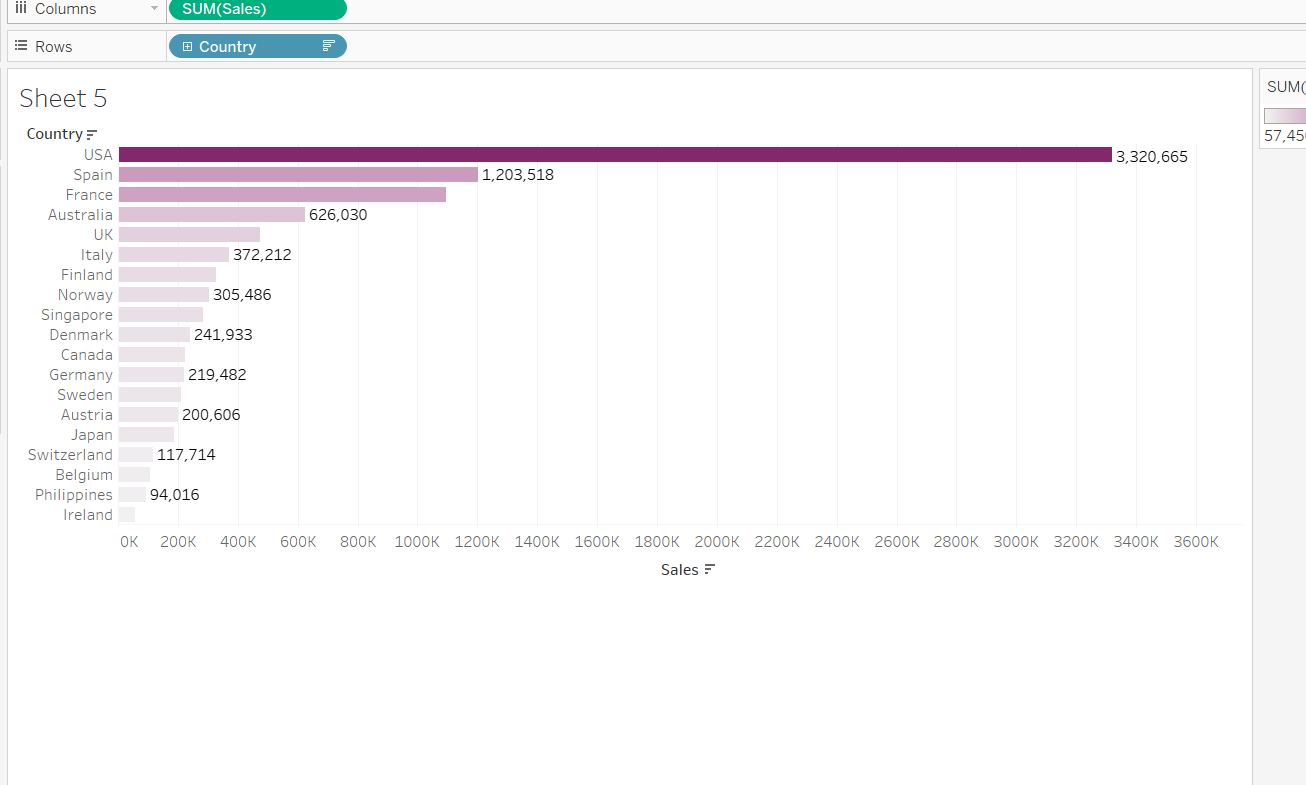 Columns SUM(Sales)
Rows Country
Sheet 5
SUM(
57,45
Country
USA 3,320,665
Spain 1,203,518
France
Australia 626,030
UK
Italy 372,212
Finland
Norway 305,486
Singapore
Denmark 241,933
Canada
Germany 219,482
Sweden
Austria 200,606
Japan
Switzerland 117,714
Belgium
Philippines 94,016
Ireland
0K 200K 400K 600K 800K 1000K 1200K 1400K 1600K 1800K 2000K 2200K 2400K 2600K 2800K 3000K 3200K 3400K 3600K
Sales